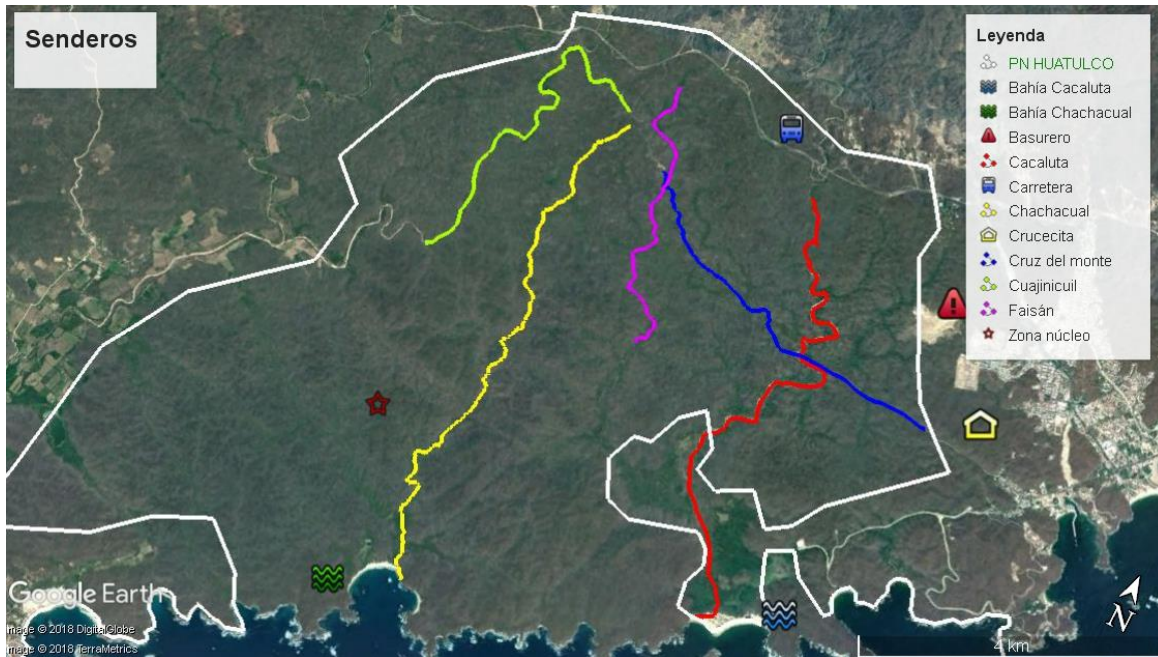 Senderos
Leyenda
PN HUATULCO
Bahía Cacaluta
Bahía Chachacual
Basurero
Cacaluta
Carretera
Chachacual
Crucecita
Cruz del monte
Cuajinicuil
Faisán
Zona núcleo
Google Earth
Image © 2018 DigitalGlobe
Image © 2018 TerraMetrics
N
4 km